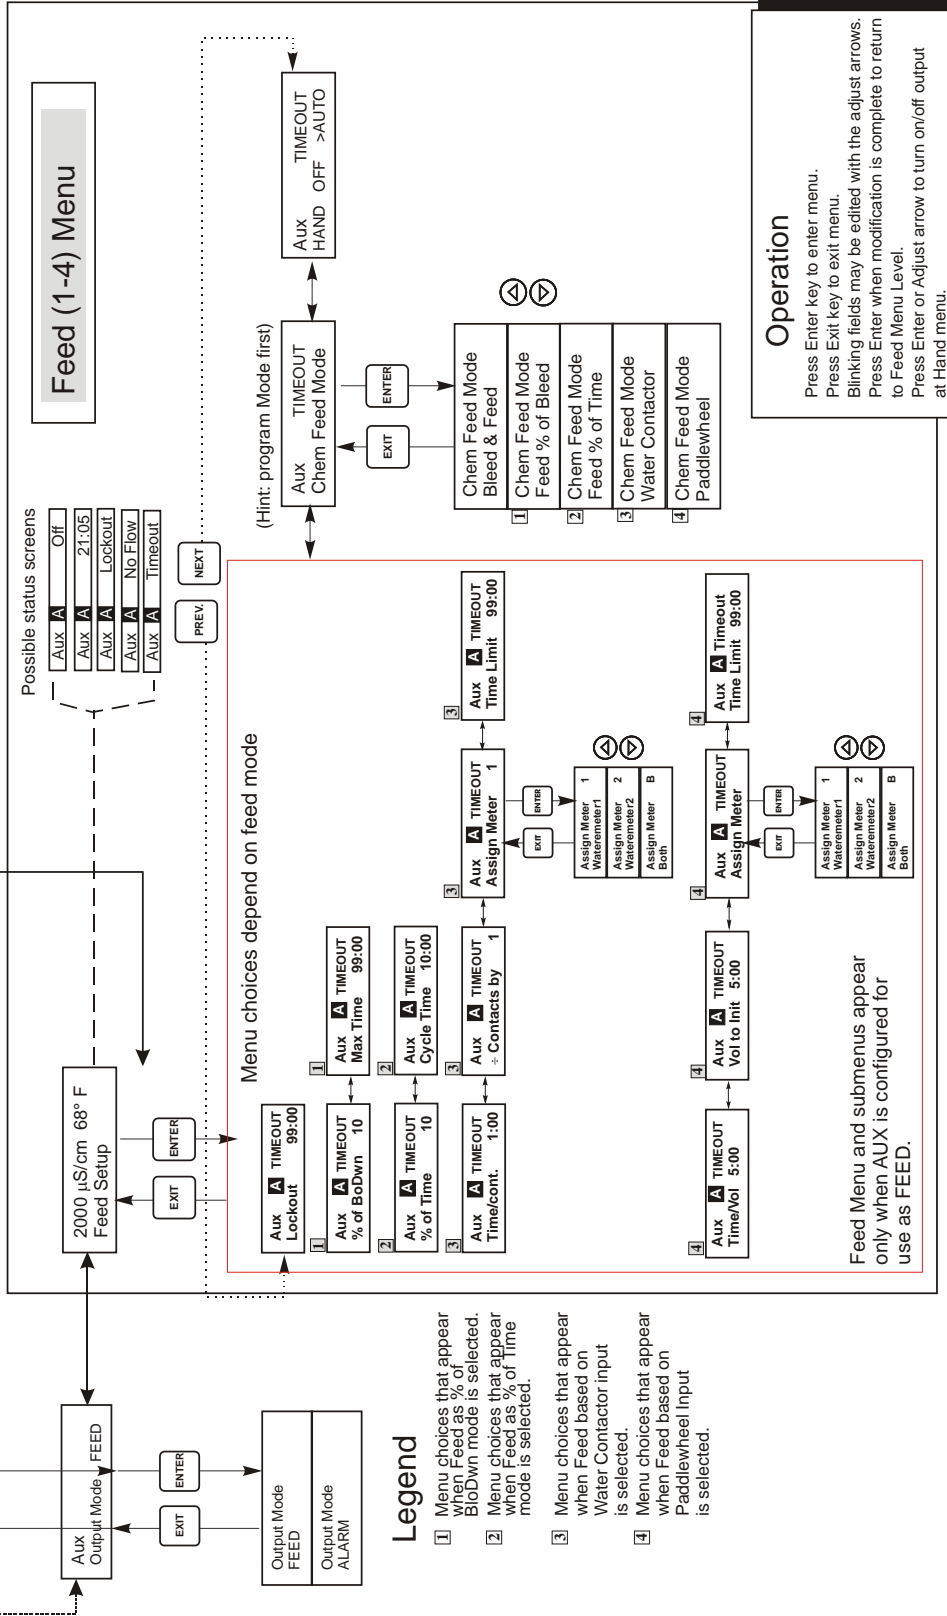 Feed (1-4) Menu
Possible status screens
Aux A Off
Aux A 21:05
Aux A Lockout
Aux A No Flow
Aux A Timeout
PREV.
NEXT
2000 µS/cm 68° F
Feed Setup
EXIT
ENTER
Aux
Output Mode FEED
EXIT
ENTER
Output Mode
FEED
Output Mode
ALARM
Menu choices depend on feed mode
Aux A TIMEOUT
Lockout 99:00
1
Aux A TIMEOUT
% of BoDwn 10
1
Aux A TIMEOUT
Max Time 99:00
2
Aux A TIMEOUT
% of Time 10
2
Aux A TIMEOUT
Cycle Time 10:00
3
Aux A TIMEOUT
Time/cont. 1:00
3
Aux A TIMEOUT
÷ Contacts by 1
3
Aux A TIMEOUT
Assign Meter 1
3
Aux A TIMEOUT
Time Limit 99:00
EXIT
ENTER
Assign Meter 1
Wateremeter1
Assign Meter 2
Wateremeter2
Assign Meter B
Both
4
Aux A TIMEOUT
Time/Vol 5:00
4
Aux A TIMEOUT
Vol to Init 5:00
4
Aux A TIMEOUT
Assign Meter
4
Aux A Timeout
Time Limit 99:00
EXIT
ENTER
Assign Meter 1
Wateremeter1
Assign Meter 2
Wateremeter2
Assign Meter B
Both
Feed Menu and submenus appear
only when AUX is configured for
use as FEED.
(Hint: program Mode first)
Aux TIMEOUT
Chem Feed Mode
Aux TIMEOUT
HAND OFF >AUTO
EXIT
ENTER
Chem Feed Mode
Bleed & Feed
1 Chem Feed Mode
Feed % of Bleed
2 Chem Feed Mode
Feed % of Time
3 Chem Feed Mode
Water Contactor
4 Chem Feed Mode
Paddlewheel
Legend
1 Menu choices that appear
when Feed as % of
BloDwn mode is selected.
2 Menu choices that appear
when Feed as % of Time
mode is selected.
3 Menu choices that appear
when Feed based on
Water Contactor input
is selected.
4 Menu choices that appear
when Feed based on
Paddlewheel Input
is selected.
Operation
Press Enter key to enter menu.
Press Exit key to exit menu.
Blinking fields may be edited with the adjust arrows.
Press Enter when modification is complete to return
to Feed Menu Level.
Press Enter or Adjust arrow to turn on/off output
at Hand menu.